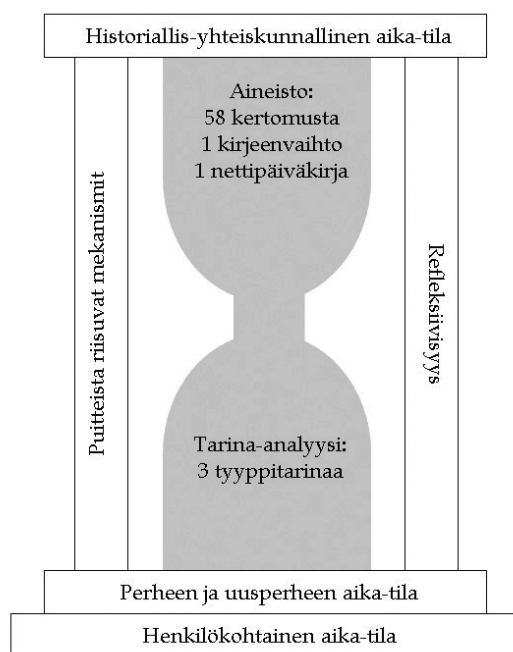 Historiallis-yhteiskunnallinen aika-tila
Aineisto:
58 kertomusta
1 kirjeenvaihto
1 nettipäiväkirja
Puitteista riisuvat mekanismit
Refleksiivisyys
Tarina-analyysi:
3 tyyppitarinaa
Perheen ja uusperheen aika-tila
Henkilökohtainen aika-tila